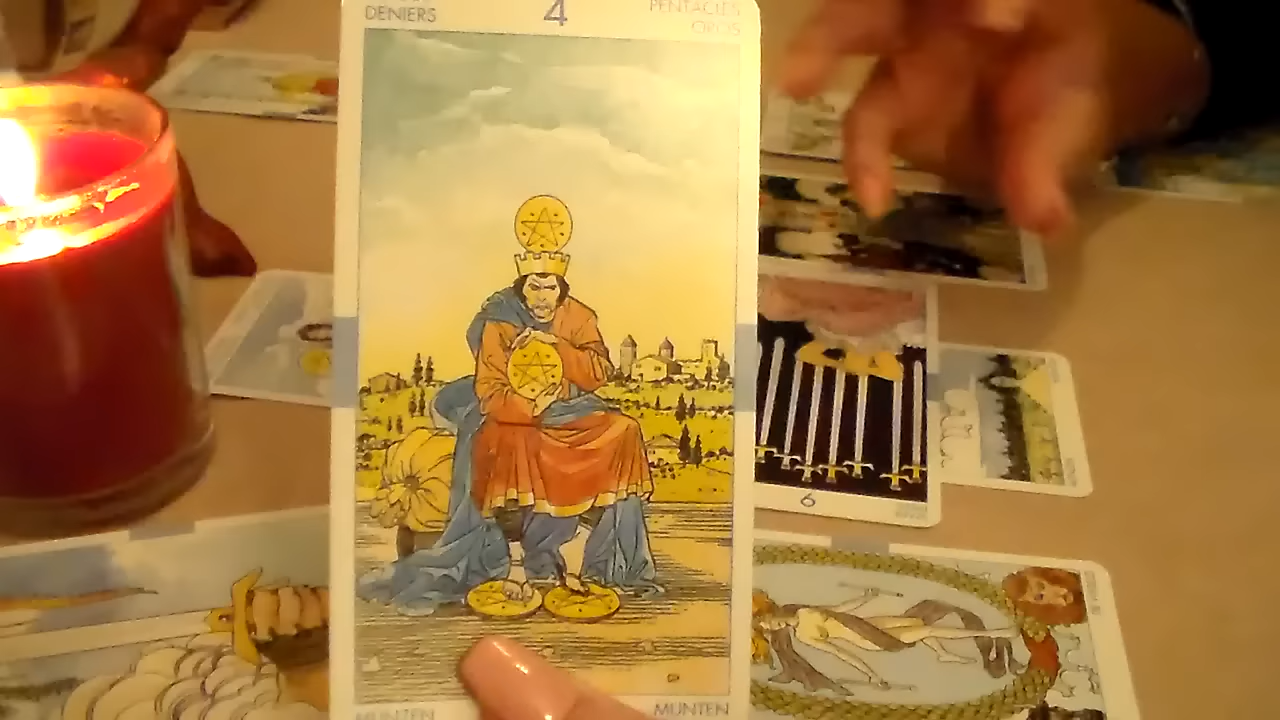 DENIERS
4
PENTACLES
OROS
MUNTEN
MUNTEN
6